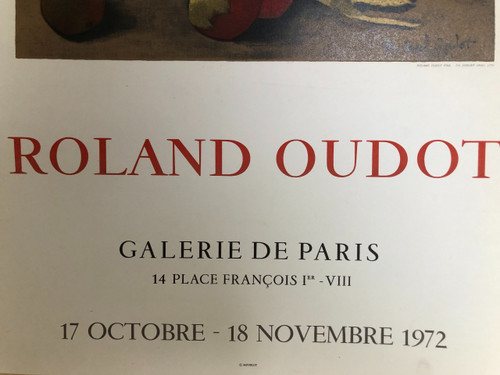 ROLAND OUDOT
GALERIE DE PARIS
14 PLACE FRANÇOIS Iᴱᴿ - VIII
17 OCTOBRE - 18 NOVEMBRE 1972